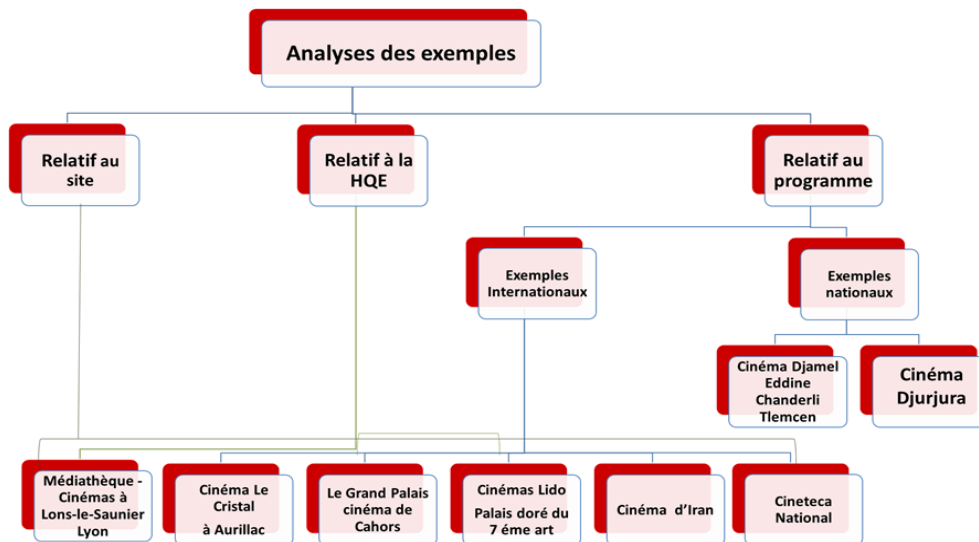 Analyses des exemples
Relatif au
site
Relatif à la
HQE
Relatif au
programme
Exemples
Internationaux
Exemples
nationaux
Cinéma Djamel
Eddine
Chanderli
Tlemcen
Cinéma
Djurjura
Médiathèque -
Cinémas à
Lons-le-Saunier
Lyon
Cinéma Le
Cristal
à Aurillac
Le Grand Palais
cinéma de
Cahors
Cinémas Lido
Palais doré du
7 éme art
Cinéma d'Iran
Cineteca
National